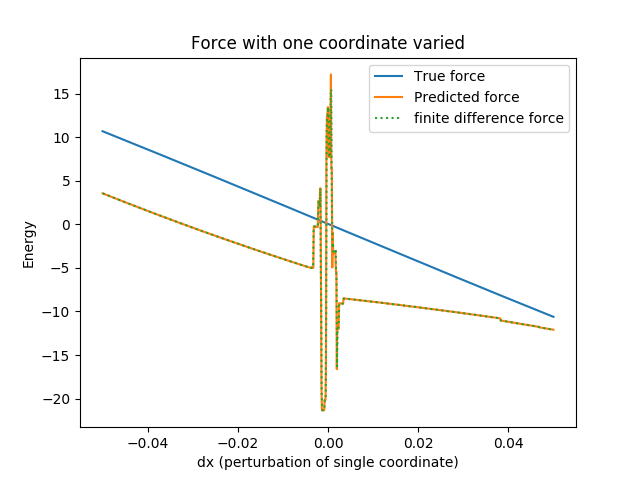 Force with one coordinate varied
True force
Predicted force
finite difference force
Energy
15
10
5
0
−5
−10
−15
−20
−0.04
−0.02
0.00
0.02
0.04
dx (perturbation of single coordinate)